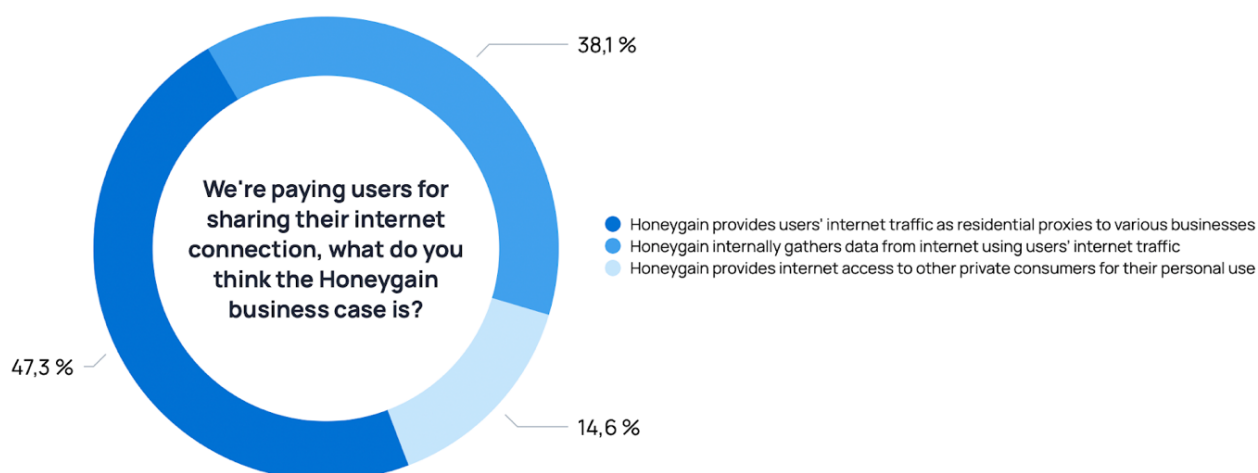 38,1 %
We're paying users for
sharing their internet
connection, what do you
think the Honeygain
business case is?
Honeygain provides users' internet traffic as residential proxies to various businesses
Honeygain internally gathers data from internet using users' internet traffic
Honeygain provides internet access to other private consumers for their personal use
47,3 %
14,6 %